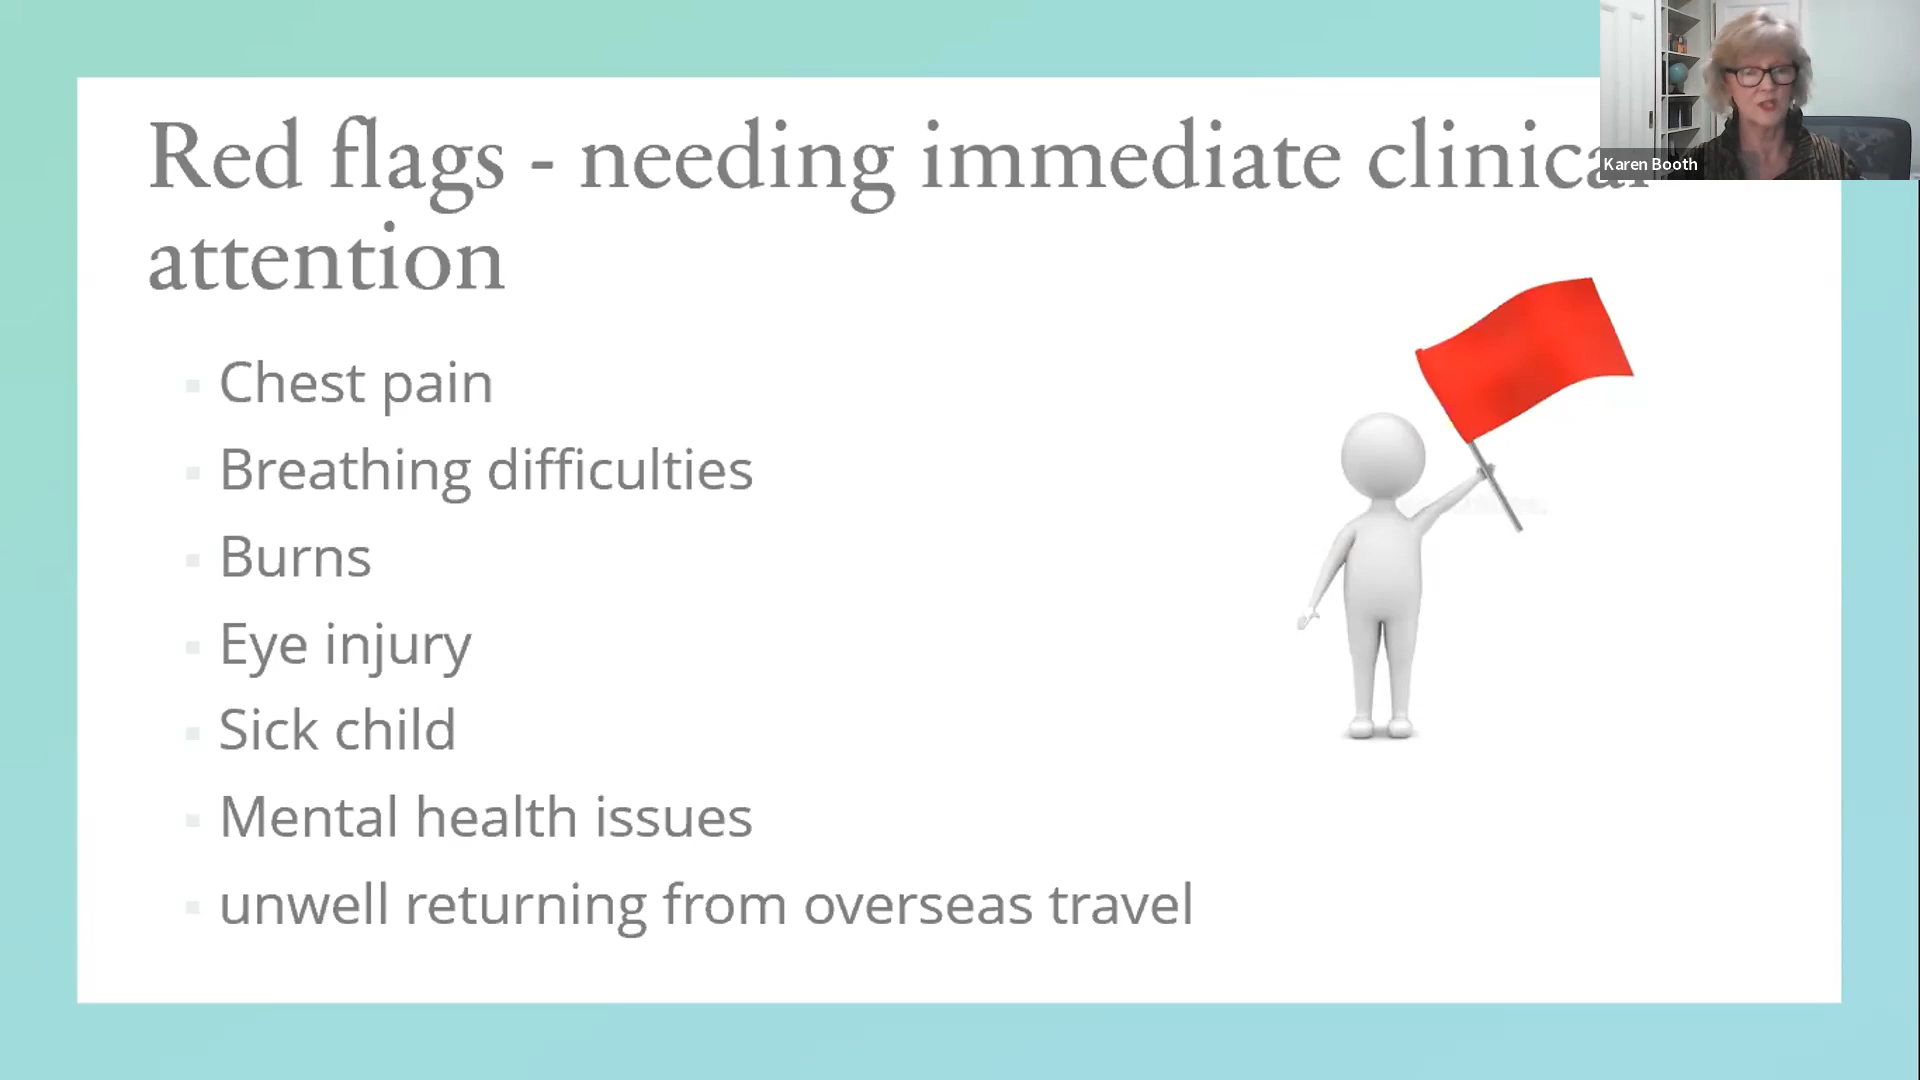 Red flags - needing immediate clinical
attention
Karen Booth
Chest pain
Breathing difficulties
Burns
Eye injury
Sick child
Mental health issues
unwell returning from overseas travel